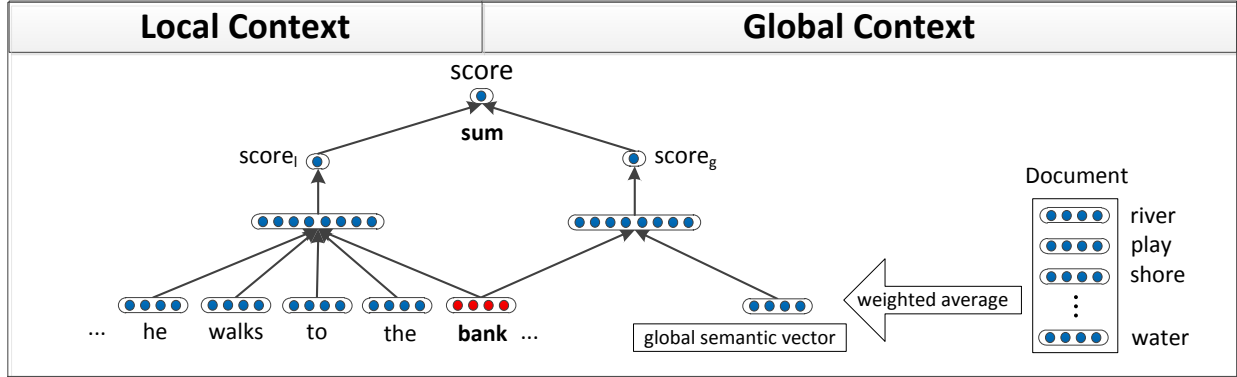 Local Context
Global Context
score
sum
score_l
score_g
Document
river
play
shore
⋮
water
weighted average
... he walks to the bank ...
global semantic vector